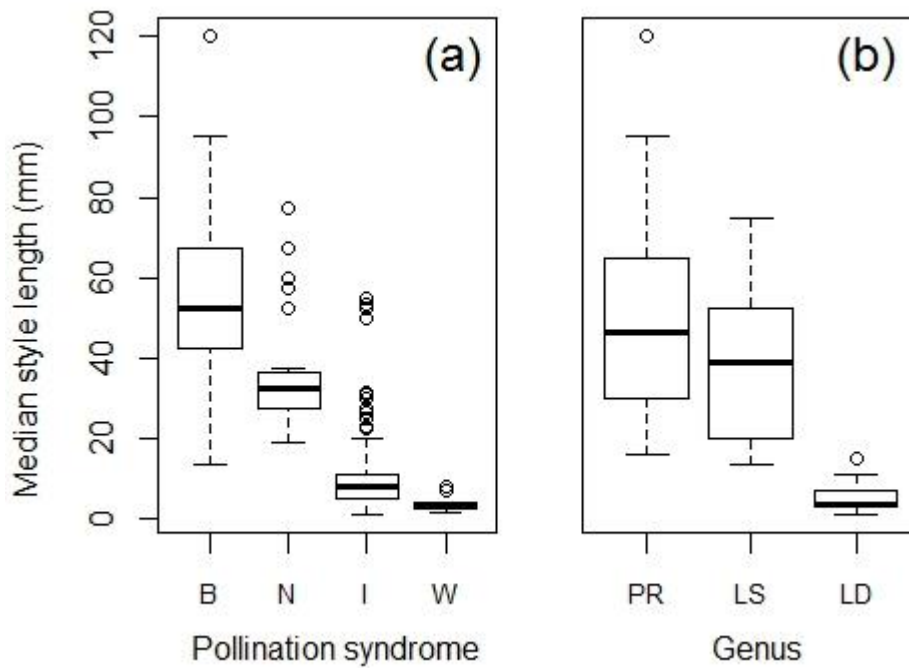 (a)
(b)
Median style length (mm)
120
100
80
60
40
20
0
B N I W
PR LS LD
Pollination syndrome
Genus